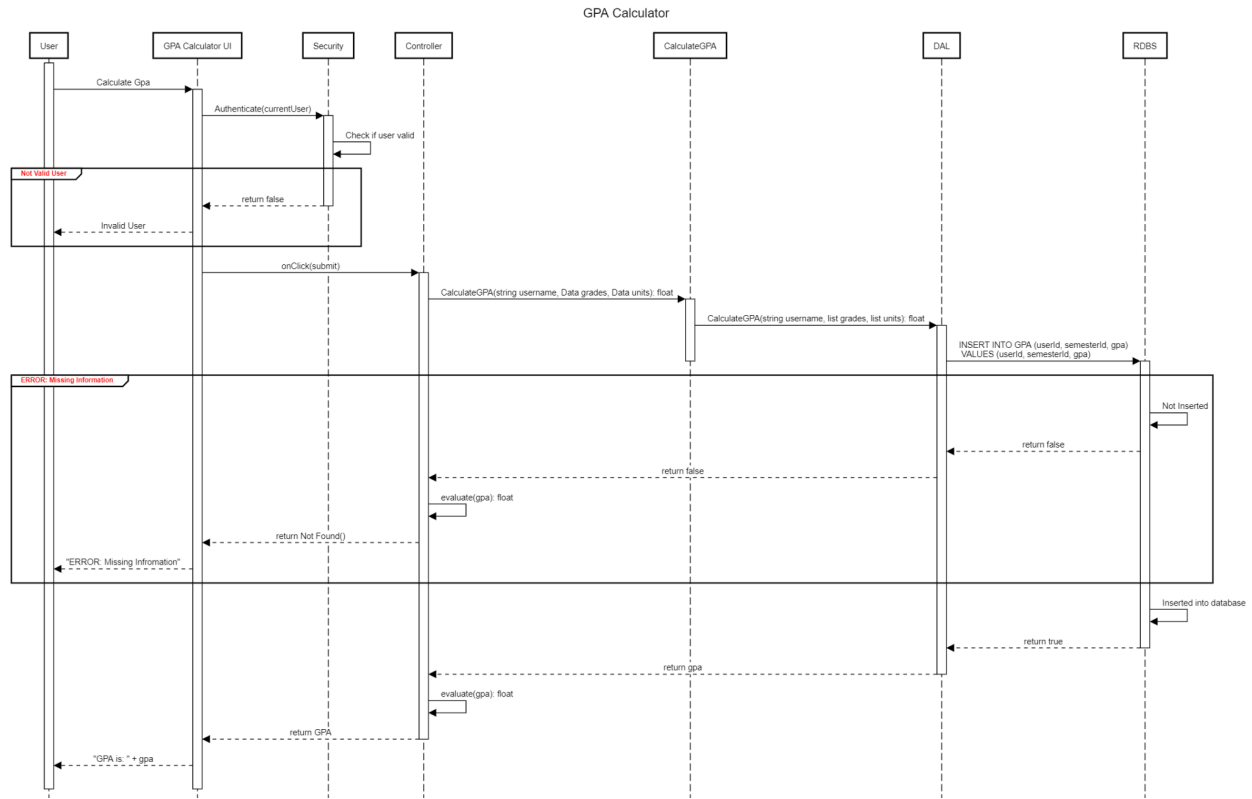 GPA Calculator
User
GPA Calculator UI
Security
Controller
CalculateGPA
DAL
RDBS
Calculate Gpa
Authenticate(currentUser)
Check if user valid
Not Valid User
return false
Invalid User
onClick(submit)
CalculateGPA(string username, Data grades, Data units): float
CalculateGPA(string username, list grades, list units): float
INSERT INTO GPA (userId, semesterId, gpa)
VALUES (userId, semesterId, gpa)
ERROR: Missing Information
Not Inserted
return false
return false
evaluate(gpa): float
return Not Found()
"ERROR: Missing Infromation"
Inserted into database
return true
return gpa
evaluate(gpa): float
return GPA
"GPA is: " + gpa